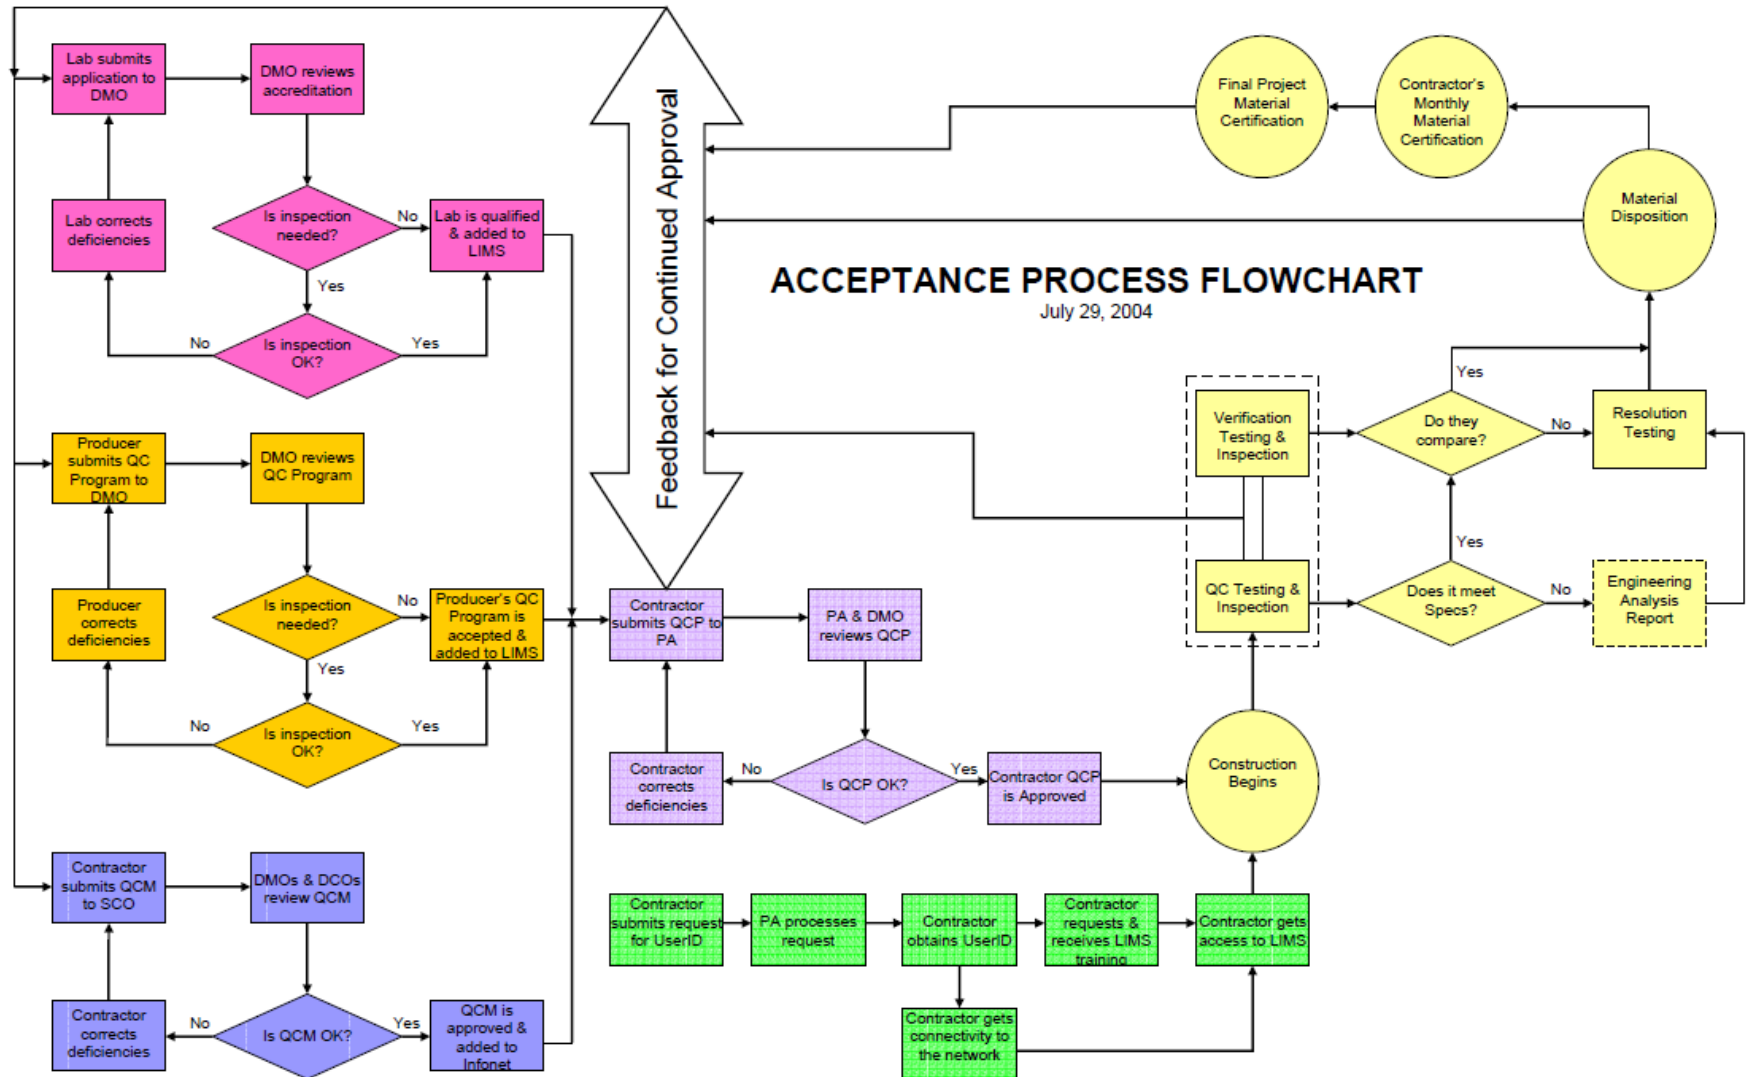 Lab submits
application to
DMO
DMO reviews
accreditation
Lab corrects
deficiencies
Is inspection
needed?
No
Lab is qualified
& added to
LIMS
Yes
Is inspection
OK?
No
Yes
Producer
submits QC
Program to
DMO
DMO reviews
QC Program
Producer
corrects
deficiencies
Is inspection
needed?
No
Producer's QC
Program is
accepted &
added to LIMS
Yes
Is inspection
OK?
No
Yes
Contractor
submits QCM
to SCO
DMOs & DCOs
review QCM
Contractor
corrects
deficiencies
No
Is QCM OK?
Yes
QCM is
approved &
added to
Infonet
Feedback for Continued Approval
ACCEPTANCE PROCESS FLOWCHART
July 29, 2004
Contractor
submits QCP to
PA
PA & DMO
reviews QCP
Contractor
corrects
deficiencies
No
Is QCP OK?
Yes
Contractor QCP
is Approved
Contractor
submits request
for UserID
PA processes
request
Contractor
obtains UserID
Contractor
requests &
receives LIMS
training
Contractor gets
access to LIMS
Contractor gets
connectivity to
the network
Construction
Begins
QC Testing &
Inspection
Verification
Testing &
Inspection
Does it meet
Specs?
No
Engineering
Analysis
Report
Yes
Do they
compare?
No
Resolution
Testing
Yes
Material
Disposition
Contractor's
Monthly
Material
Certification
Final Project
Material
Certification